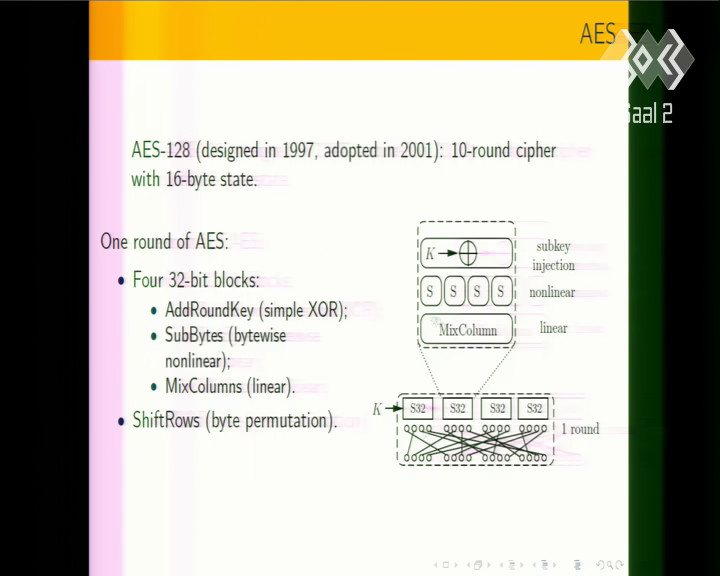 AES
Saal 2
AES-128 (designed in 1997, adopted in 2001): 10-round cipher
with 16-byte state.
One round of AES:
• Four 32-bit blocks:
• AddRoundKey (simple XOR);
• SubBytes (bytewise
nonlinear);
• MixColumns (linear).
• ShiftRows (byte permutation).
K
subkey
injection
S S S S
nonlinear
MixColumn
linear
K
S32 S32 S32 S32
1 round